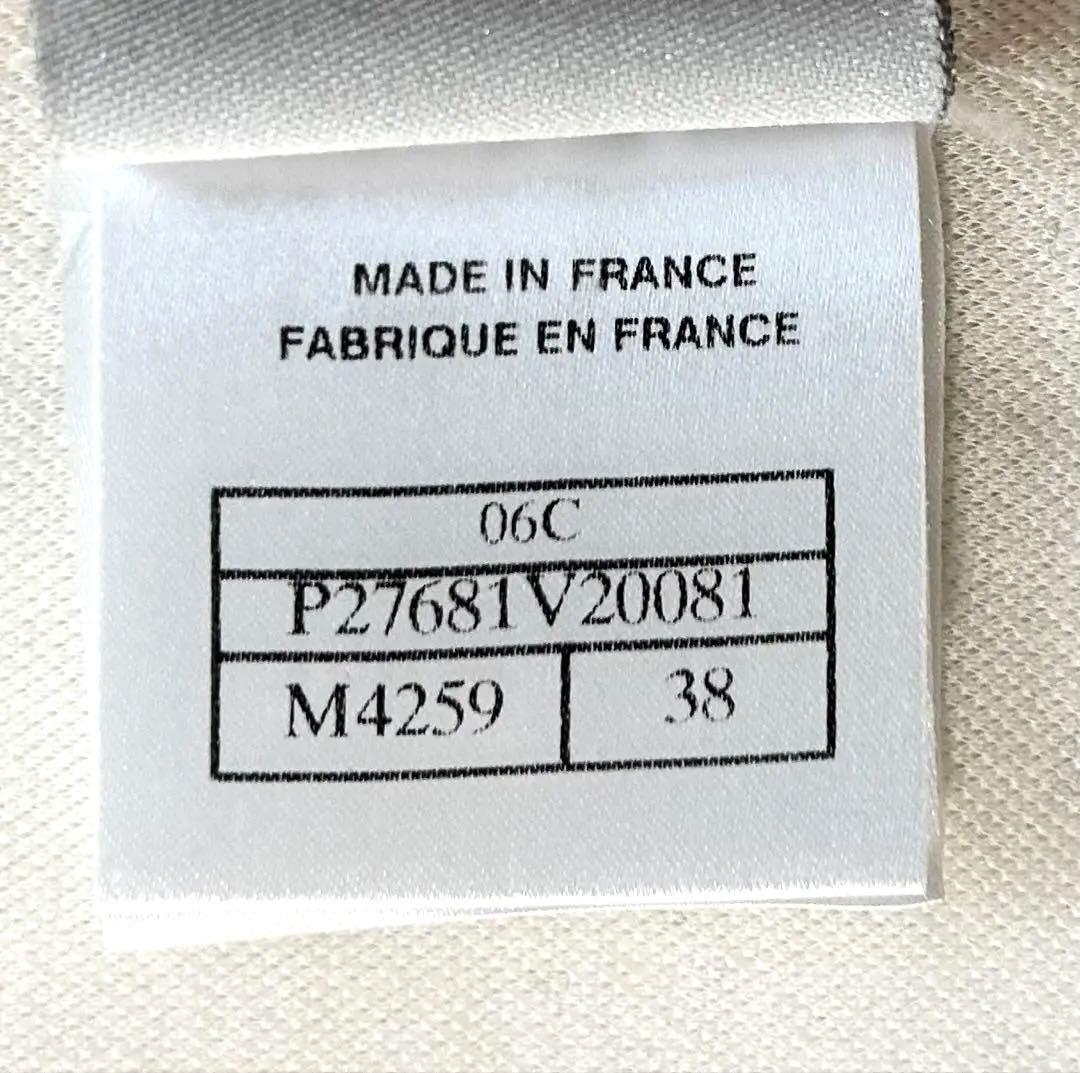 MADE IN FRANCE
FABRIQUE EN FRANCE
06C
P27681V20081
M4259 38